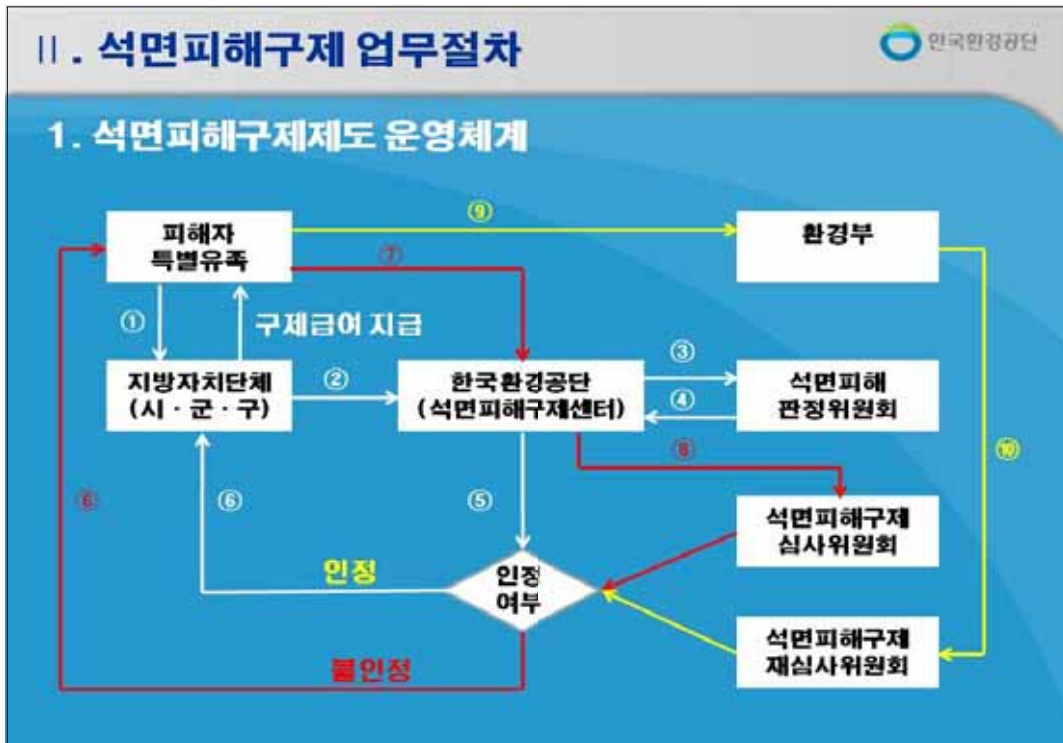 Ⅱ. 석면피해구제 업무절차
한국환경공단
1. 석면피해구제제도 운영체계
피해자
특별유족
⑨
환경부
⑦
①
구제급여 지급
지방자치단체
(시·군·구)
②
한국환경공단
(석면피해구제센터)
③
④
석면피해
판정위원회
⑥
⑥
⑤
⑧
⑩
석면피해구제
심사위원회
인정
인정
여부
석면피해구제
재심사위원회
불인정